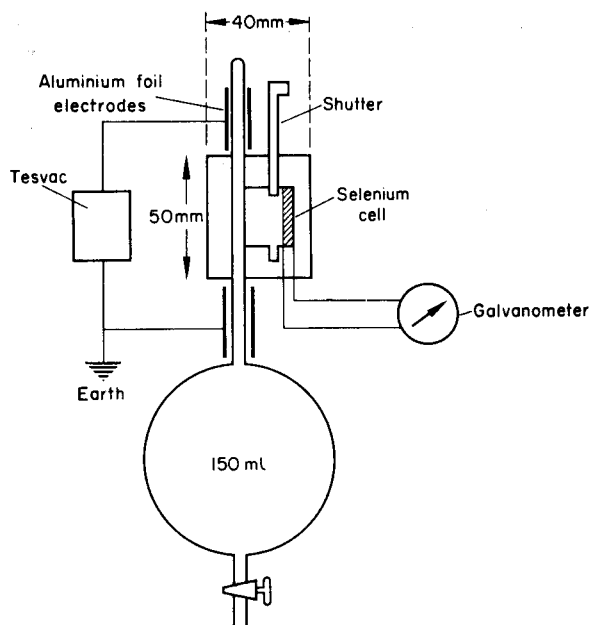 40mm
Aluminium foil
electrodes
Shutter
Tesvac
50mm
Selenium
cell
Galvanometer
Earth
150 ml